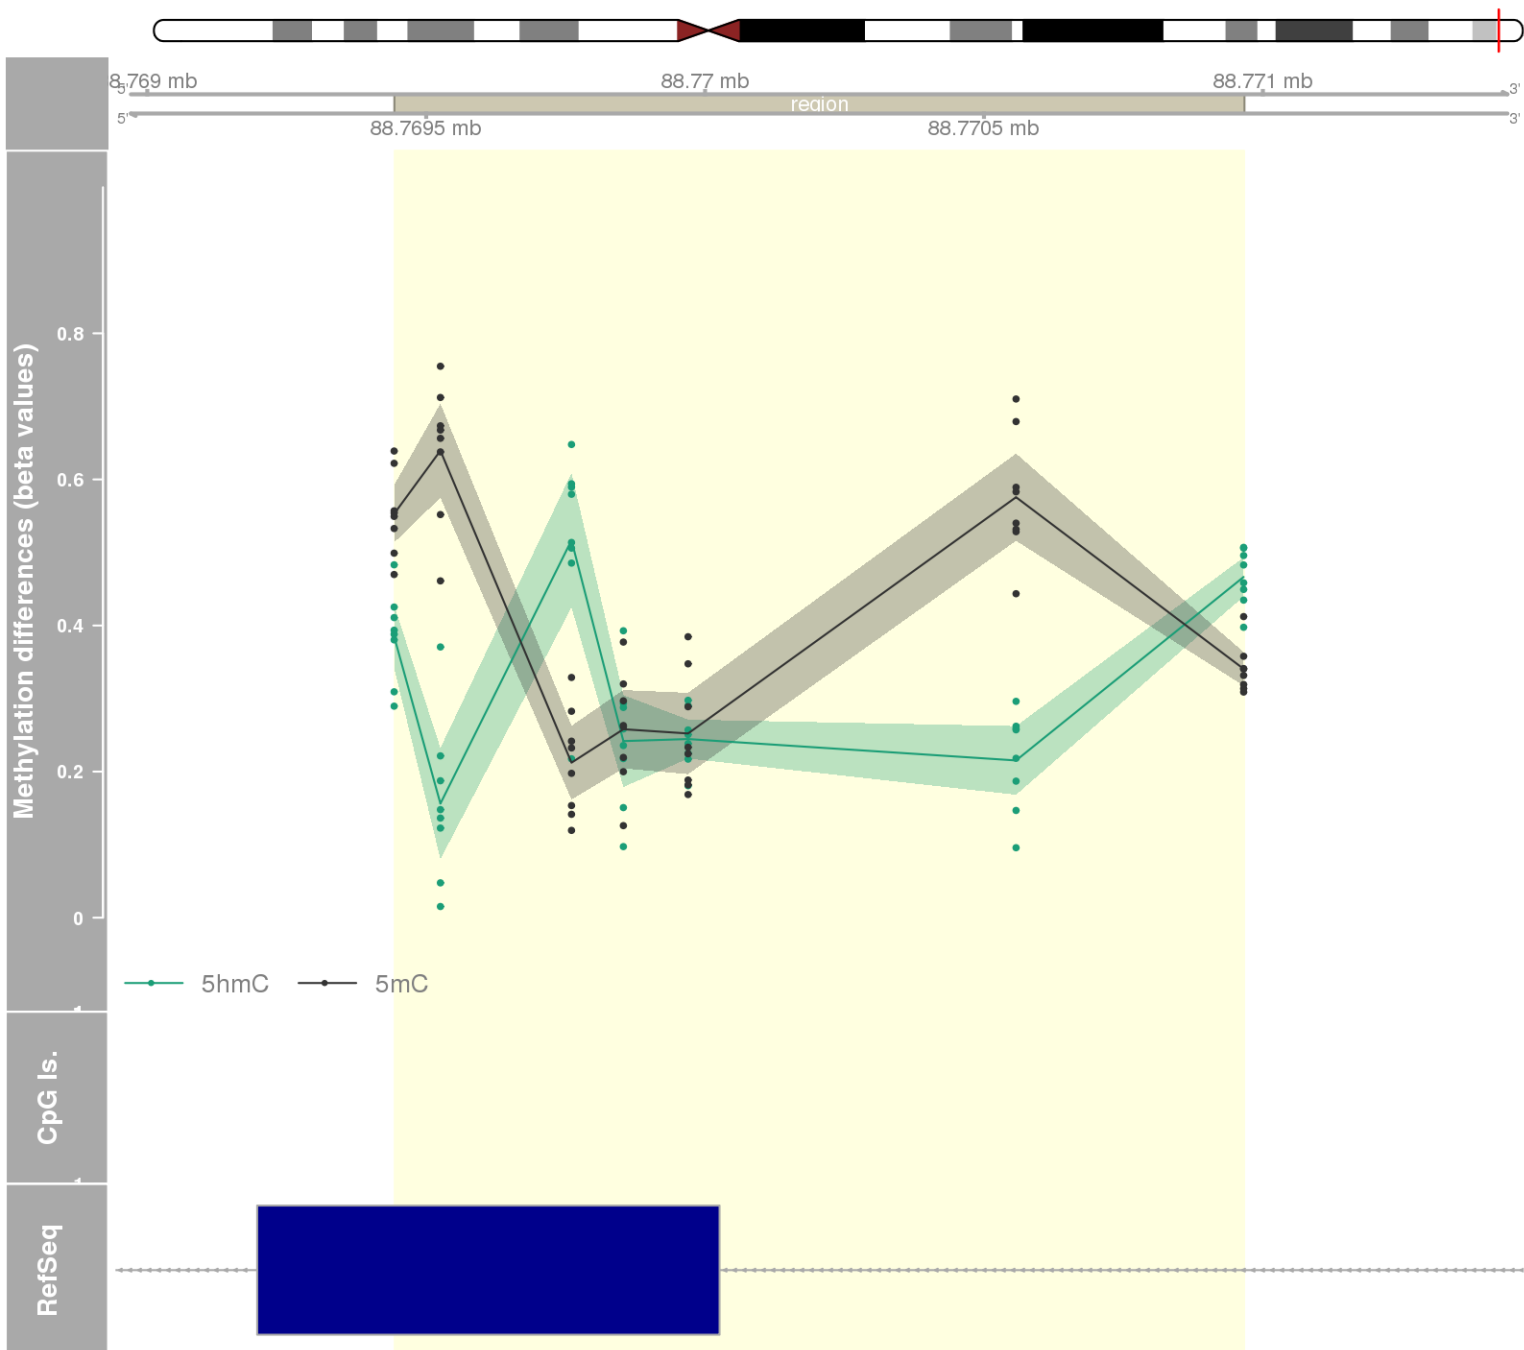 8.769 mb 88.77 mb 88.771 mb
5' 3'
region
5' 3'
88.7695 mb 88.7705 mb
Methylation differences (beta values)
0.8
0.6
0.4
0.2
0
5hmC 5mC
CpG Is.
RefSeq